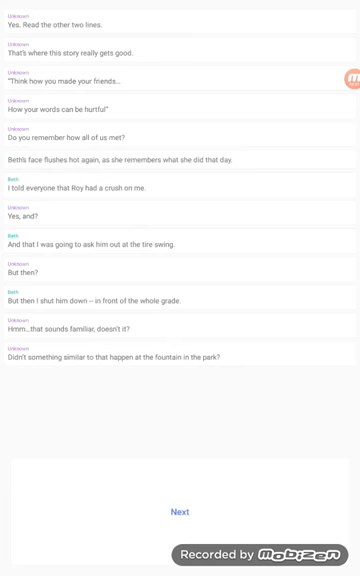 Unknown
Yes. Read the other two lines.
Unknown
That's where this story really gets good.
Unknown
"Think how you made your friends...
Unknown
How your words can be hurtful"
Unknown
Do you remember how all of us met?
Beth's face flushes hot again, as she remembers what she did that day.
Beth
I told everyone that Roy had a crush on me.
Unknown
Yes, and?
Beth
And that I was going to ask him out at the tire swing.
Unknown
But then?
Beth
But then I shut him down -- in front of the whole grade.
Unknown
Hmm...that sounds familiar, doesn't it?
Unknown
Didn't something similar to that happen at the fountain in the park?
Next
Recorded by mobizen